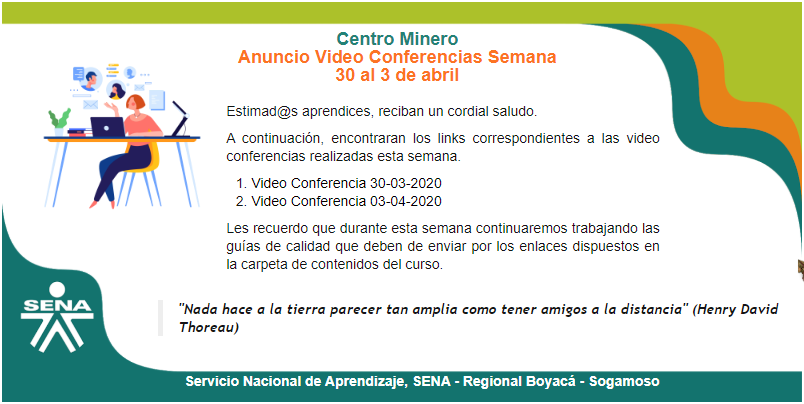 Centro Minero
Anuncio Video Conferencias Semana
30 al 3 de abril
Estimad@s aprendices, reciban un cordial saludo.
A continuación, encontraran los links correspondientes a las video
conferencias realizadas esta semana.
1. Video Conferencia 30-03-2020
2. Video Conferencia 03-04-2020
Les recuerdo que durante esta semana continuaremos trabajando las
guías de calidad que deben de enviar por los enlaces dispuestos en
la carpeta de contenidos del curso.
SENA
"Nada hace a la tierra parecer tan amplia como tener amigos a la distancia" (Henry David
Thoreau)
Servicio Nacional de Aprendizaje, SENA - Regional Boyacá - Sogamoso